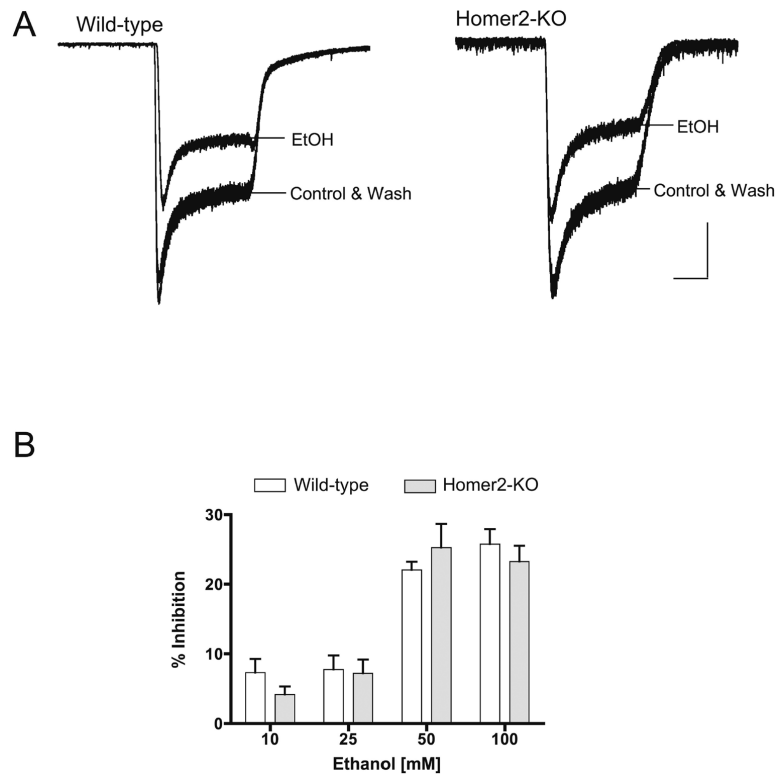 A
Wild-type
Homer2-KO
EtOH
EtOH
Control & Wash
Control & Wash
B
Wild-type
Homer2-KO
30
20
10
0
% Inhibition
10
25
50
100
Ethanol [mM]